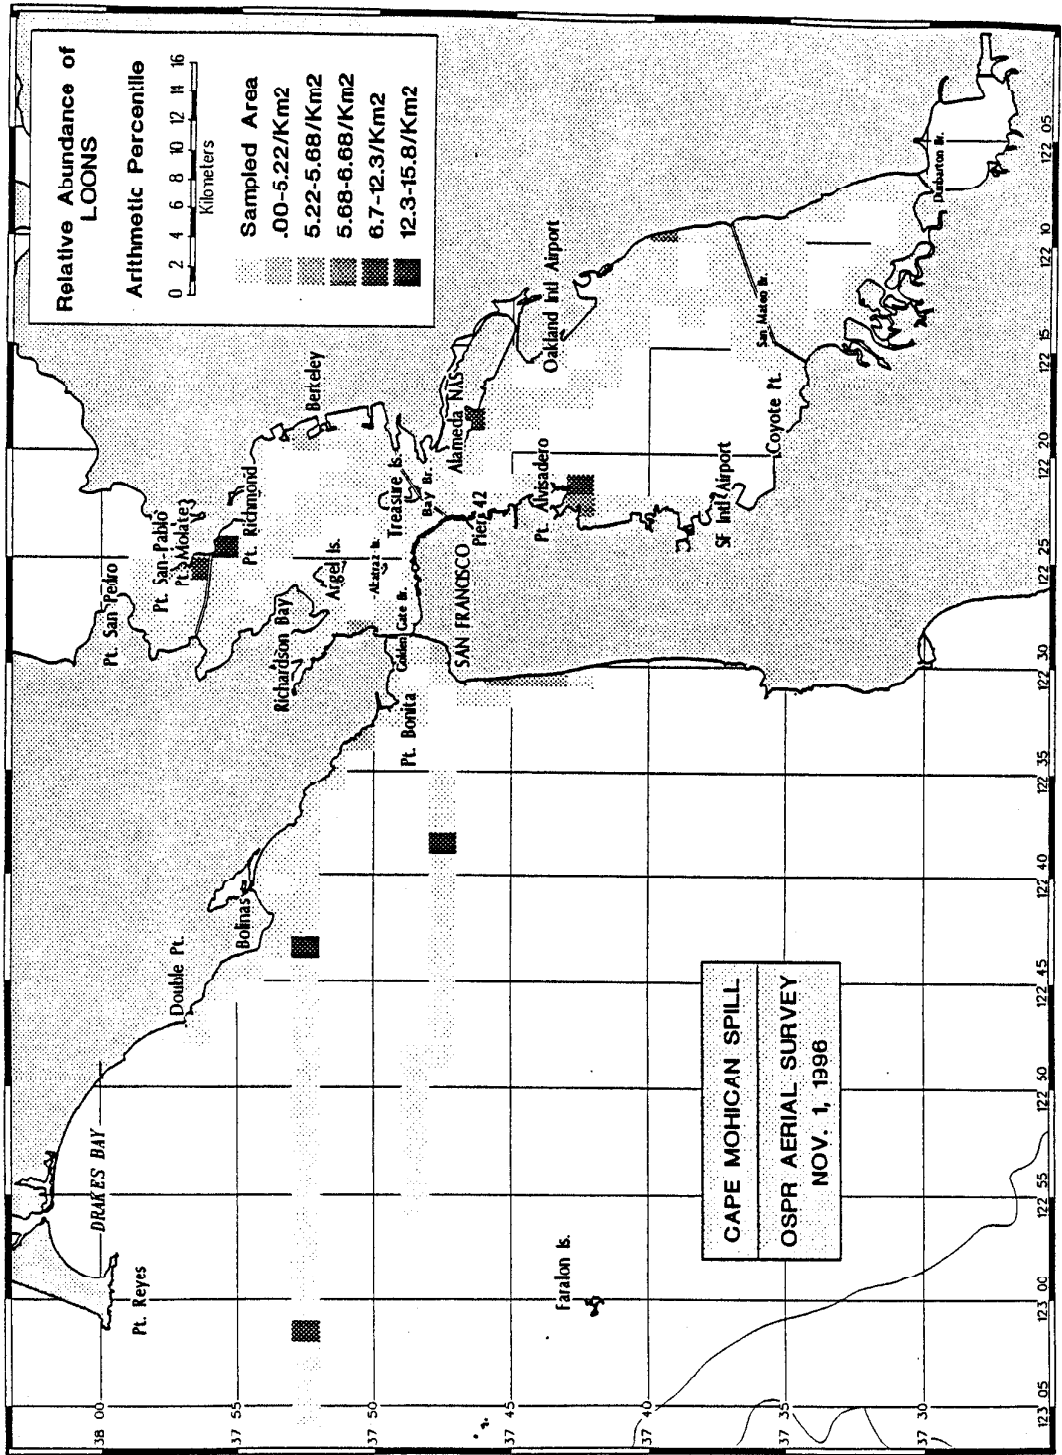 Relative Abundance of
LOONS
Arithmetic Percentile
0 2 4 6 8 10 12 14 16
Kilometers
Sampled Area
.00-5.22/Km2
5.22-5.68/Km2
5.68-6.68/Km2
6.7-12.3/Km2
12.3-15.8/Km2
Pt. San Pedro
Pt. San-Pablo
Pt. Molate
Pt. Richmond
Berkeley
Richardson Bay
Angel Is.
Alcatraz Is.
Treasure Is.
Bay Br.
Golden Gate Br.
SAN FRANCISCO
Pier 42
Alameda NAS
Oakland Intl Airport
Pt. Alvisadero
SF Intl Airport
Coyote Pt.
San Mateo Br.
Dunbarton Br.
Pt. Bonita
Bolinas
Double Pt.
DRAKES BAY
Pt. Reyes
Faralon Is.
CAPE MOHICAN SPILL
OSPR AERIAL SURVEY
NOV. 1, 1996
38 00
37 55
37 50
37 45
37 40
37 35
37 30
123 05
123 00
122 55
122 50
122 45
122 40
122 35
122 30
122 25
122 20
122 15
122 10
122 05